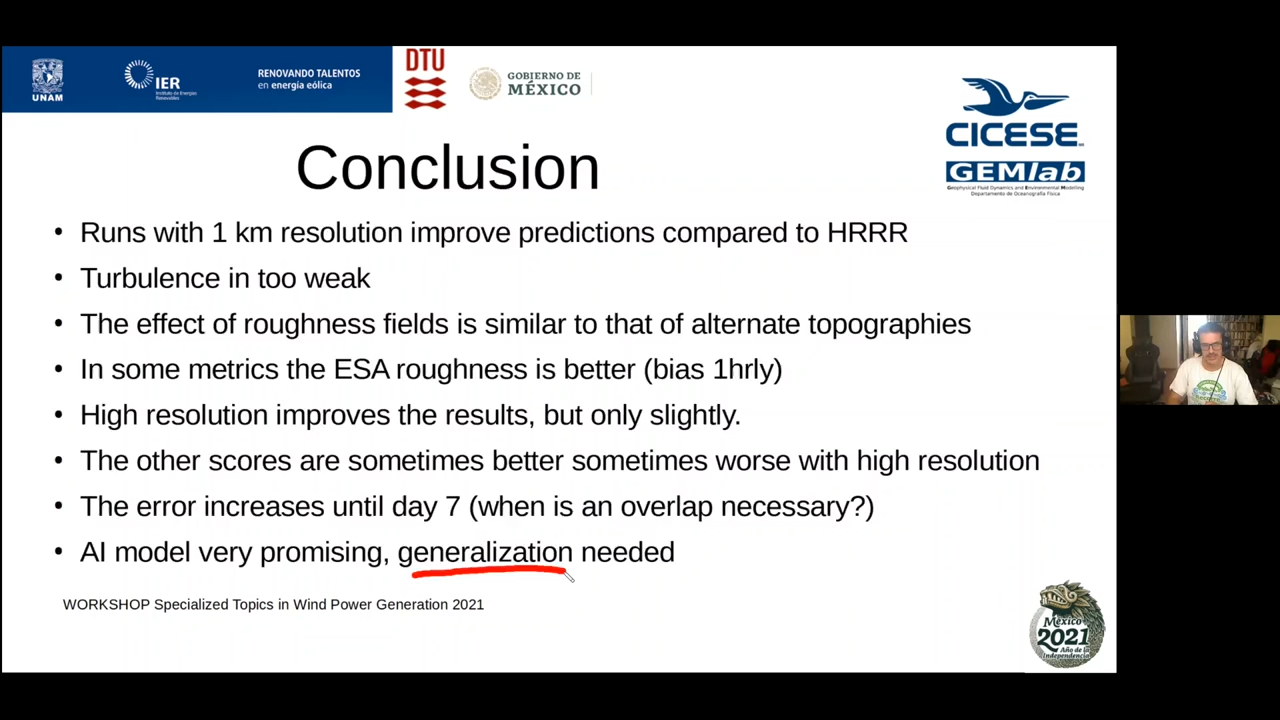 UNAM
IER
Instituto de Energías
Renovables
RENOVANDO TALENTOS
en energía eólica
DTU
GOBIERNO DE
MÉXICO
CICESE
GEMlab
Geophysical Fluid Dynamics and Environmental Modelling
Departamento de Oceanografía Física
Conclusion
• Runs with 1 km resolution improve predictions compared to HRRR
• Turbulence in too weak
• The effect of roughness fields is similar to that of alternate topographies
• In some metrics the ESA roughness is better (bias 1hrly)
• High resolution improves the results, but only slightly.
• The other scores are sometimes better sometimes worse with high resolution
• The error increases until day 7 (when is an overlap necessary?)
• AI model very promising, generalization needed
WORKSHOP Specialized Topics in Wind Power Generation 2021
México
2021
Año de la
Independencia